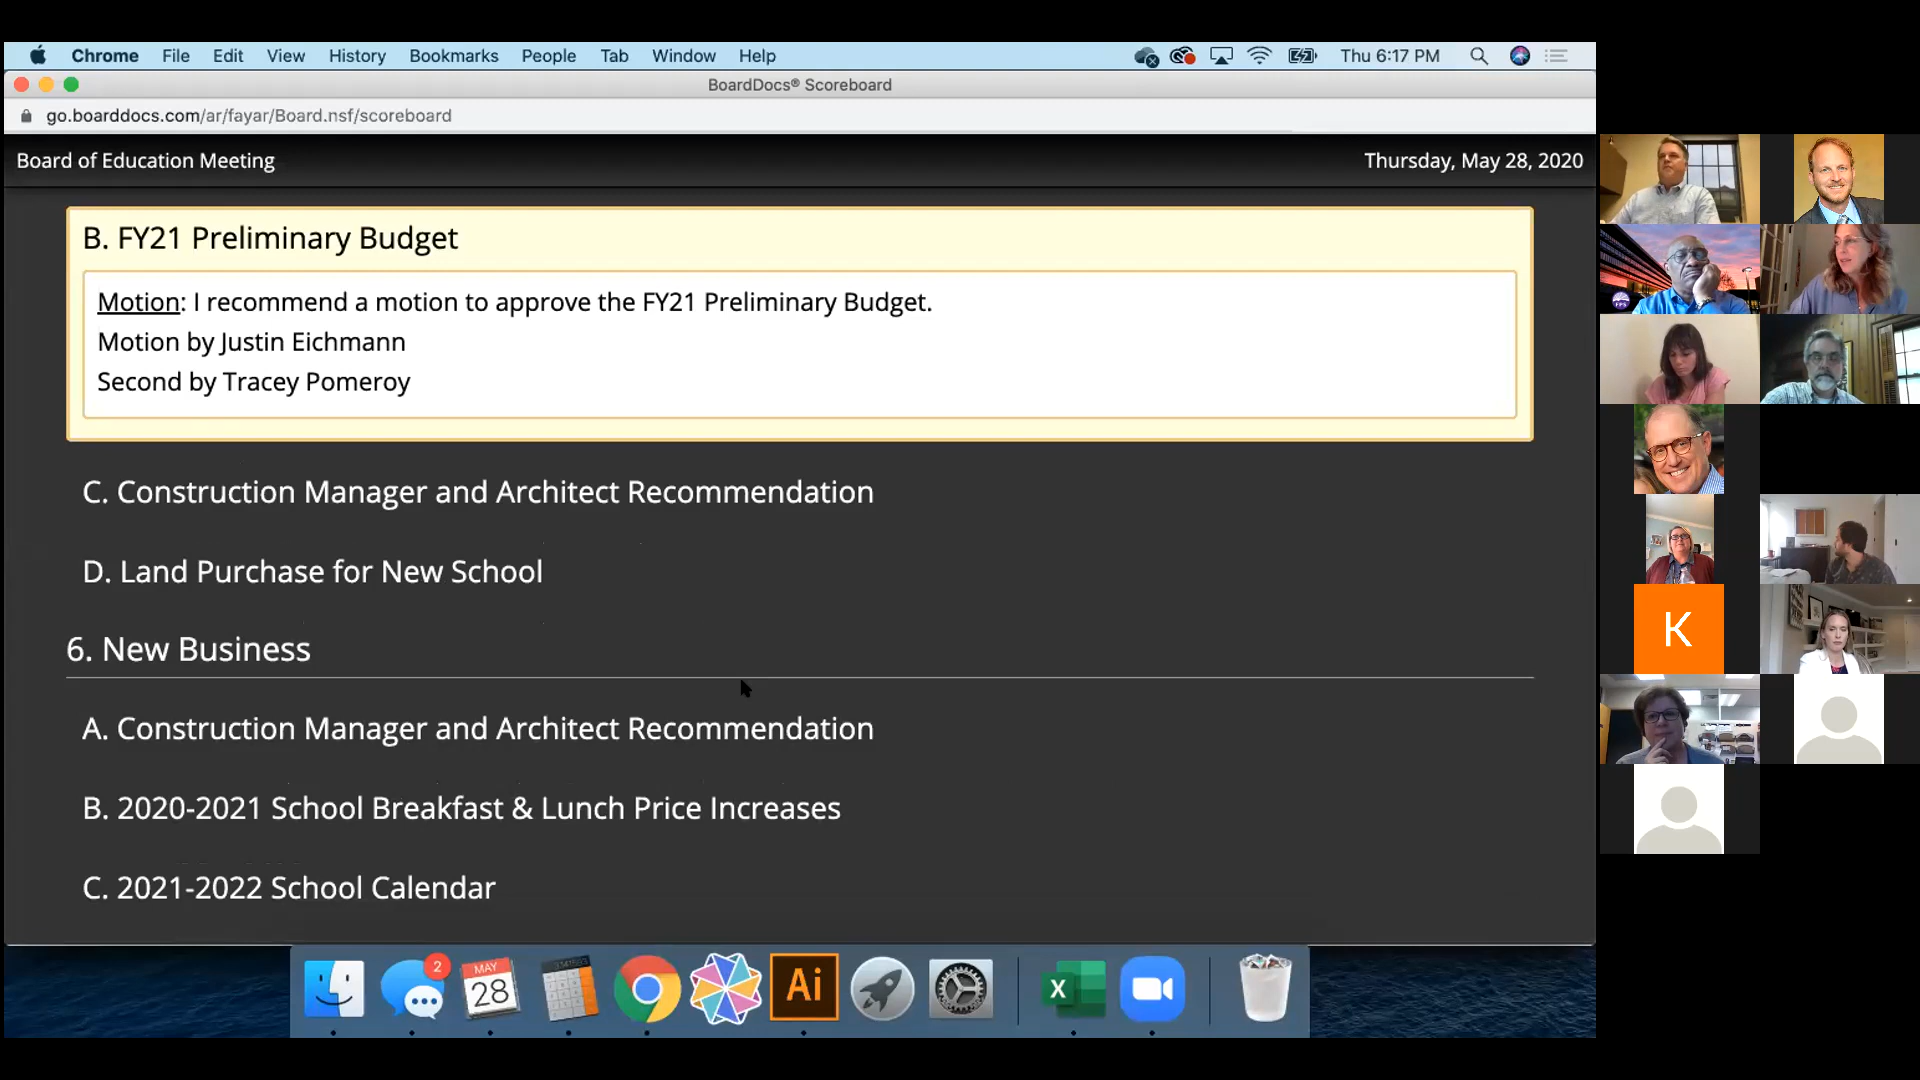 Chrome File Edit View History Bookmarks People Tab Window Help Thu 6:17 PM
BoardDocs® Scoreboard
go.boarddocs.com/ar/fayar/Board.nsf/scoreboard
Board of Education Meeting Thursday, May 28, 2020
B. FY21 Preliminary Budget
Motion: I recommend a motion to approve the FY21 Preliminary Budget.
Motion by Justin Eichmann
Second by Tracey Pomeroy
C. Construction Manager and Architect Recommendation
D. Land Purchase for New School
6. New Business
A. Construction Manager and Architect Recommendation
B. 2020-2021 School Breakfast & Lunch Price Increases
C. 2021-2022 School Calendar
FPS
K
2
MAY
28
Ai
X